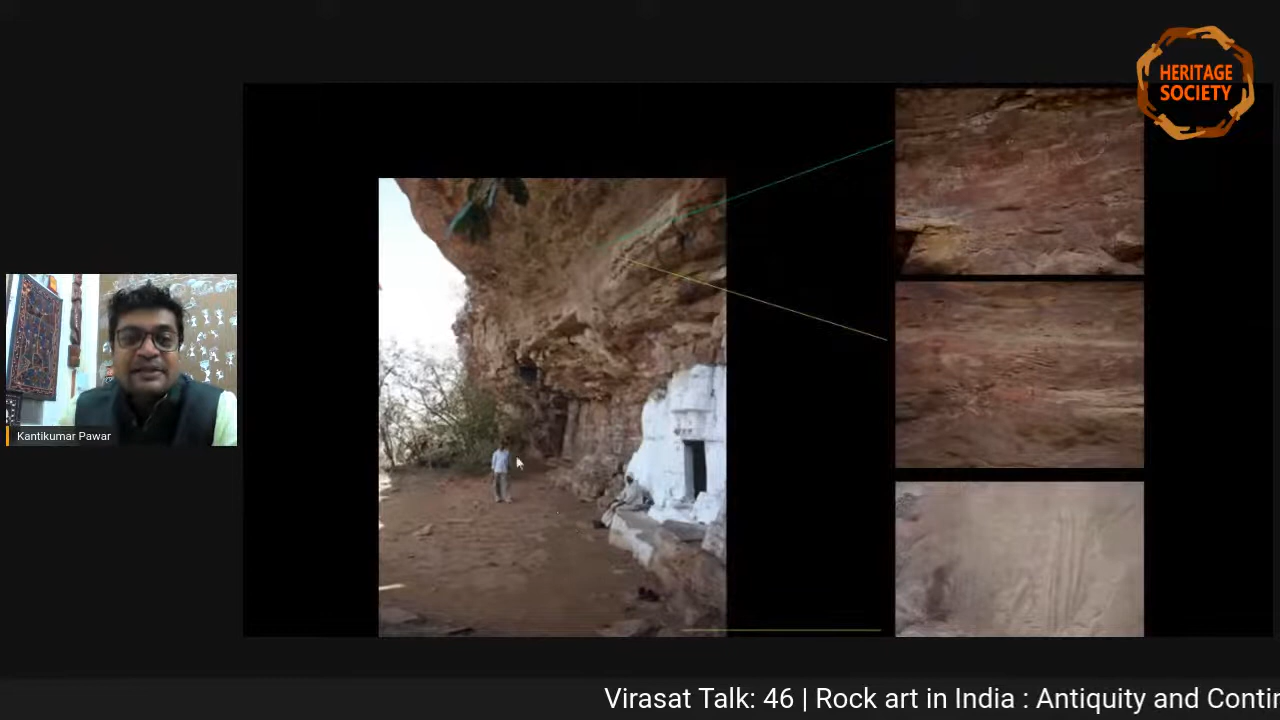 HERITAGE
SOCIETY
Kantikumar Pawar
Virasat Talk: 46 | Rock art in India : Antiquity and Contin